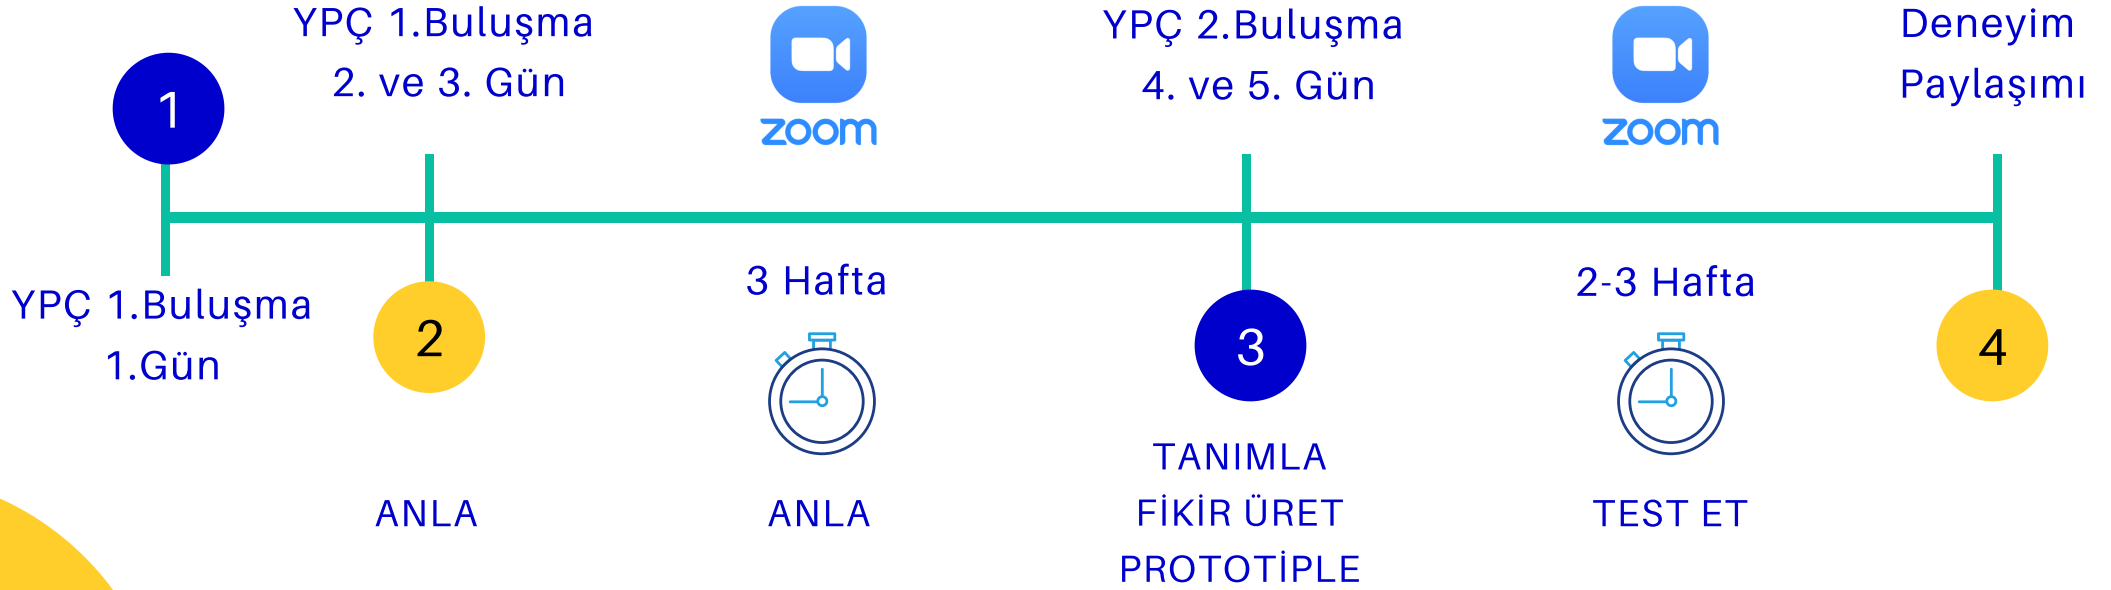 1
YPÇ 1.Buluşma
1.Gün
YPÇ 1.Buluşma
2. ve 3. Gün
2
ANLA
zoom
3 Hafta
ANLA
YPÇ 2.Buluşma
4. ve 5. Gün
3
TANIMLA
FİKİR ÜRET
PROTOTİPLE
zoom
2-3 Hafta
TEST ET
Deneyim
Paylaşımı
4